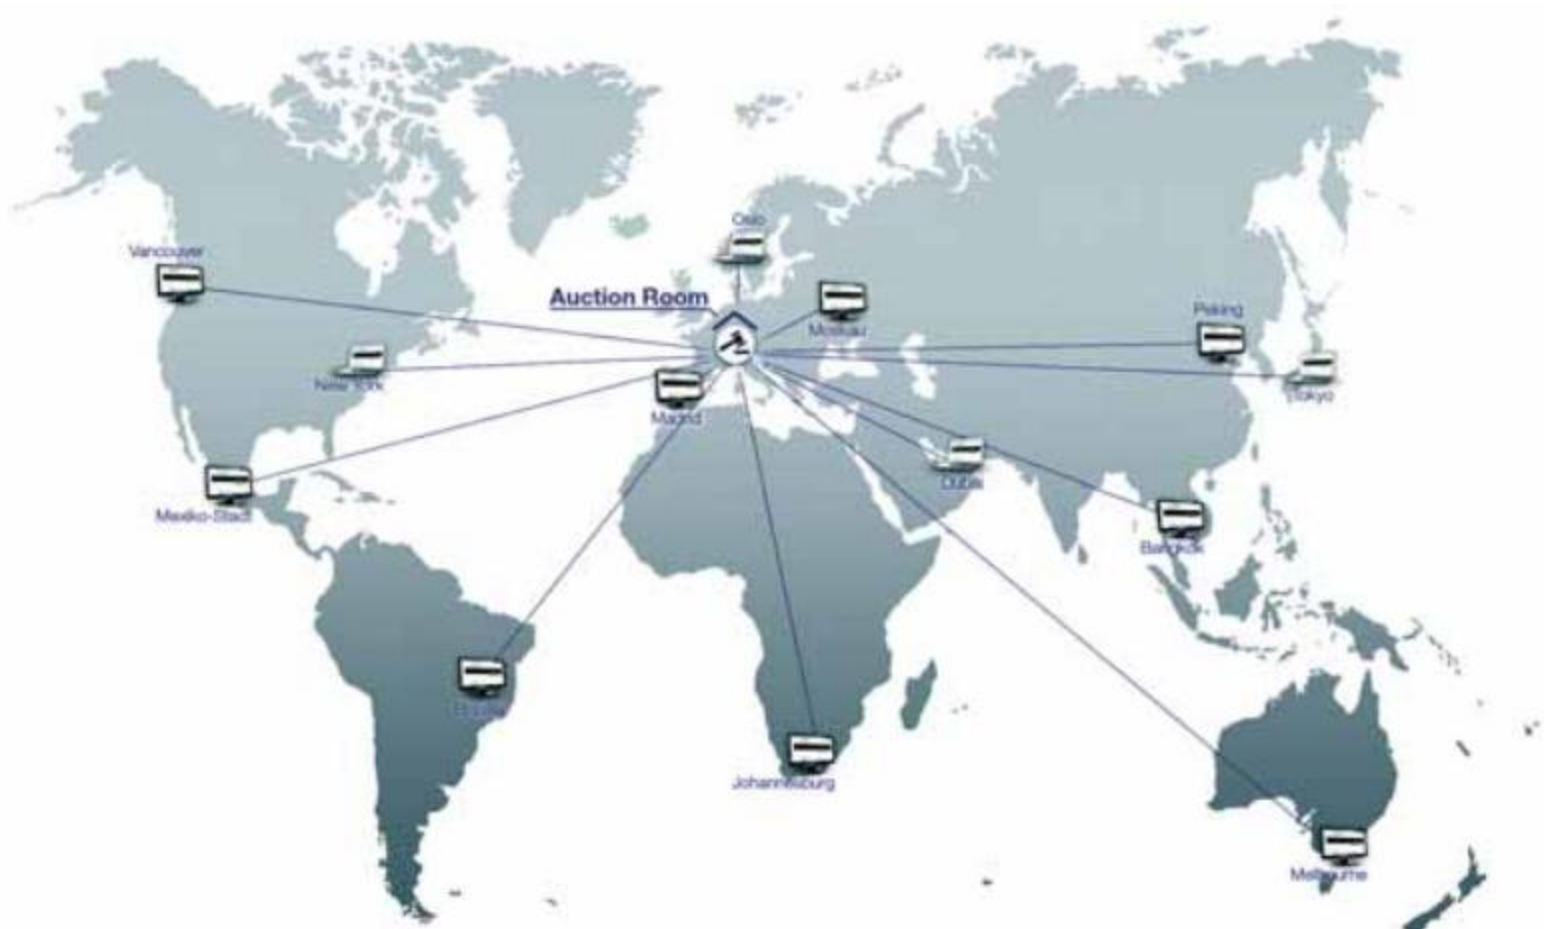 Oslo
Vancouver
Auction Room
Peking
Moskau
New York
Tokyo
Madrid
Dubai
Mexiko-Stadt
Bangkok
Johannesburg
Melbourne